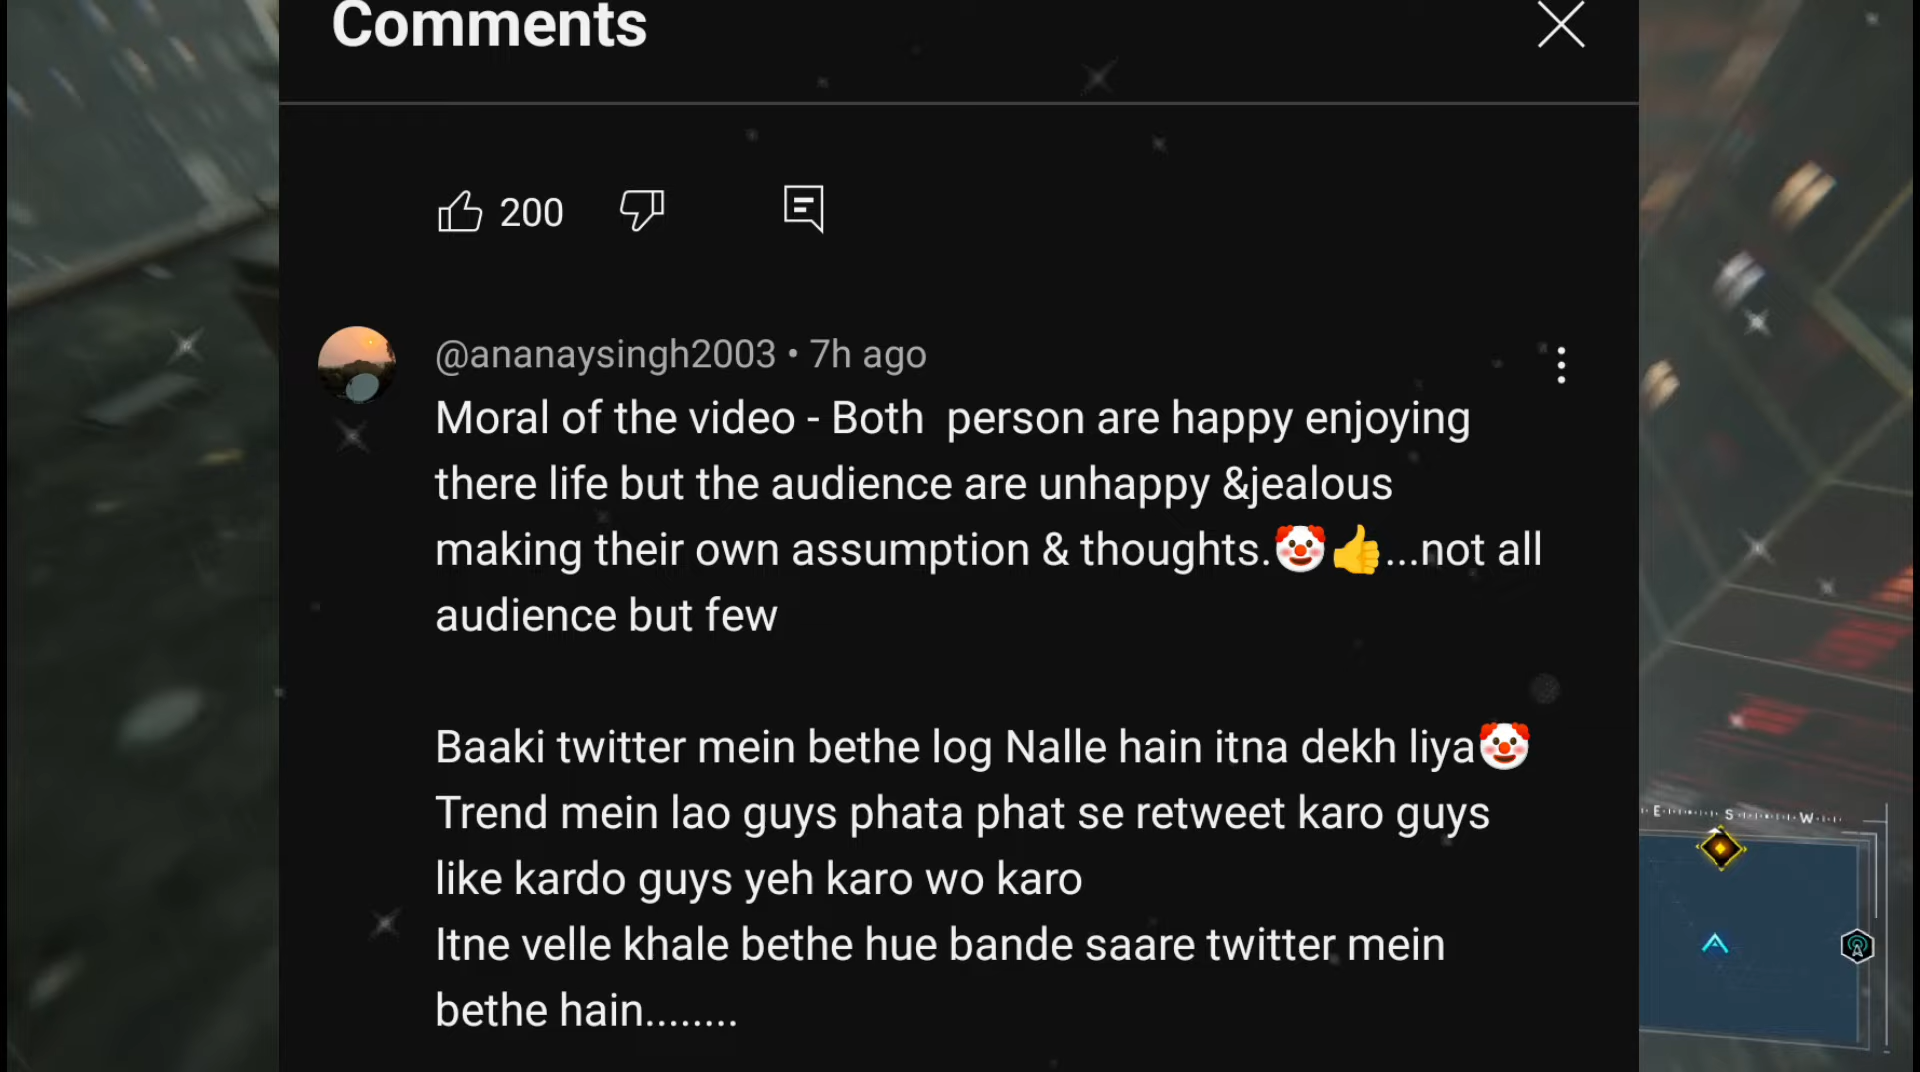 Comments
200
@ananaysingh2003 • 7h ago
Moral of the video - Both  person are happy enjoying
there life but the audience are unhappy &jealous
making their own assumption & thoughts.🤡👍...not all
audience but few
Baaki twitter mein bethe log Nalle hain itna dekh liya🤡
Trend mein lao guys phata phat se retweet karo guys
like kardo guys yeh karo wo karo
Itne velle khale bethe hue bande saare twitter mein
bethe hain........
E S W